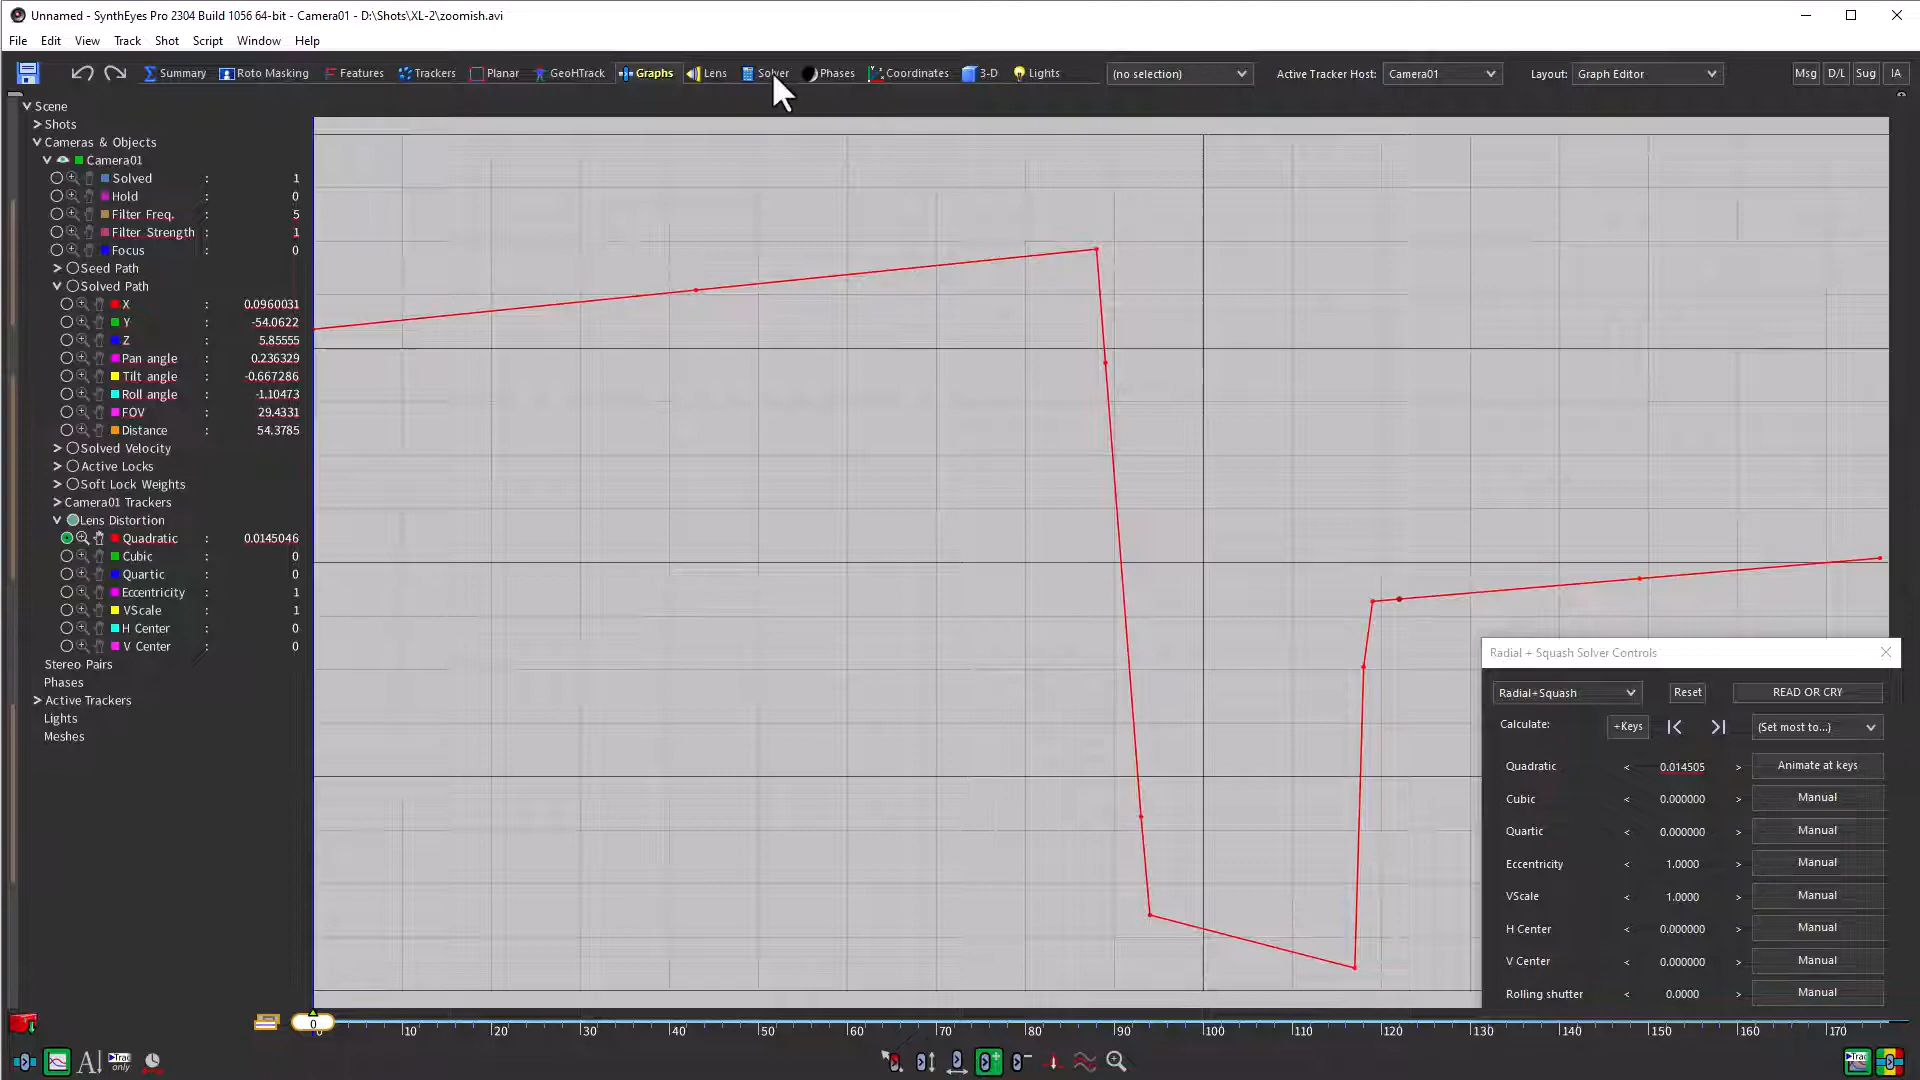 Unnamed - SynthEyes Pro 2304 Build 1056 64-bit - Camera01 - D:\Shots\XL-2\zoomish.avi
File Edit View Track Shot Script Window Help
Summary Roto Masking Features Trackers Planar GeoHTrack Graphs Lens Solver Phases Coordinates 3-D Lights (no selection) Active Tracker Host: Camera01 Layout: Graph Editor Msg D/L Sug IA
Scene
Shots
Cameras & Objects
Camera01
Solved : 1
Hold : 0
Filter Freq. : 5
Filter Strength : 1
Focus : 0
Seed Path
Solved Path
X : 0.0960031
Y : -54.0622
Z : 5.85555
Pan angle : 0.236329
Tilt angle : -0.667286
Roll angle : -1.10473
FOV : 29.4331
Distance : 54.3785
Solved Velocity
Active Locks
Soft Lock Weights
Camera01 Trackers
Lens Distortion
Quadratic : 0.0145046
Cubic : 0
Quartic : 0
Eccentricity : 1
VScale : 1
H Center : 0
V Center : 0
Stereo Pairs
Phases
Active Trackers
Lights
Meshes
Radial + Squash Solver Controls
Radial+Squash Reset READ OR CRY
Calculate: +Keys (Set most to...)
Quadratic < 0.014505 > Animate at keys
Cubic < 0.000000 > Manual
Quartic < 0.000000 > Manual
Eccentricity < 1.0000 > Manual
VScale < 1.0000 > Manual
H Center < 0.000000 > Manual
V Center < 0.000000 > Manual
Rolling shutter < 0.0000 > Manual
0 10 20 30 40 50 60 70 80 90 100 110 120 130 140 150 160 170
A Trac only Trac